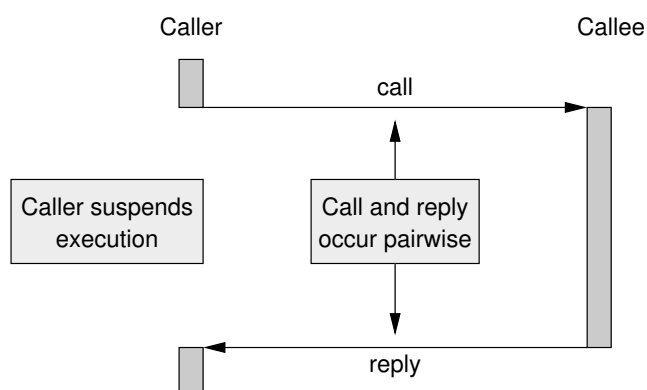 Caller
Callee
call
Caller suspends
execution
Call and reply
occur pairwise
reply